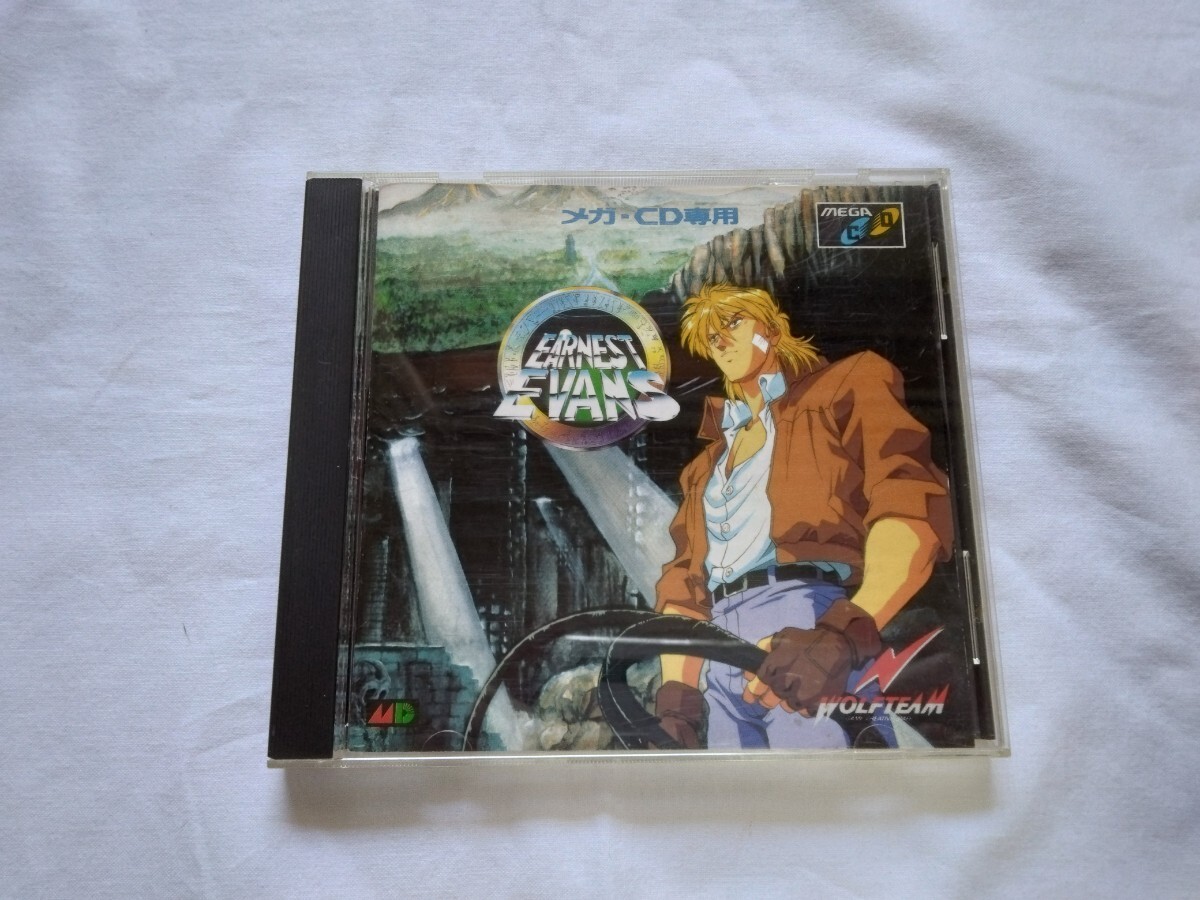 メガ-CD専用
MEGA
CD
EARNEST
EVANS
WOLFTEAM
MD